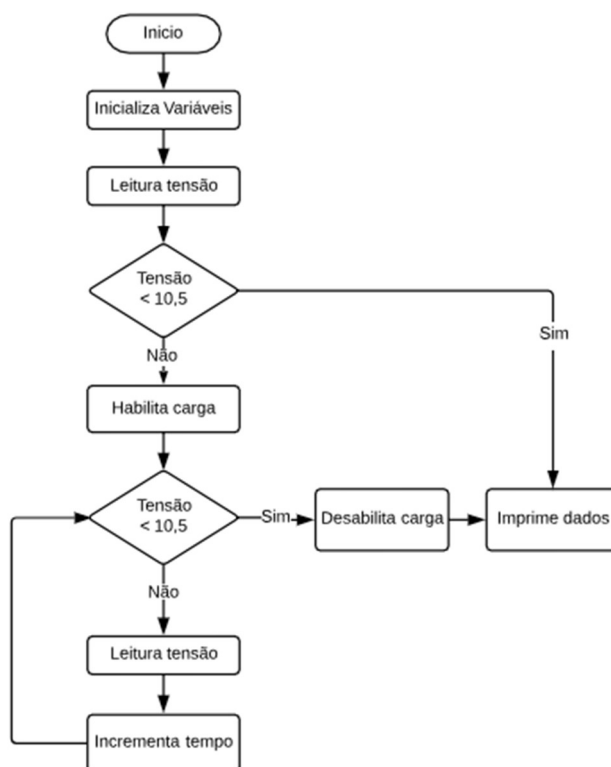 Inicio
Inicializa Variáveis
Leitura tensão
Tensão
< 10,5
Sim
Não
Habilita carga
Tensão
< 10,5
Sim
Desabilita carga
Imprime dados
Não
Leitura tensão
Incrementa tempo